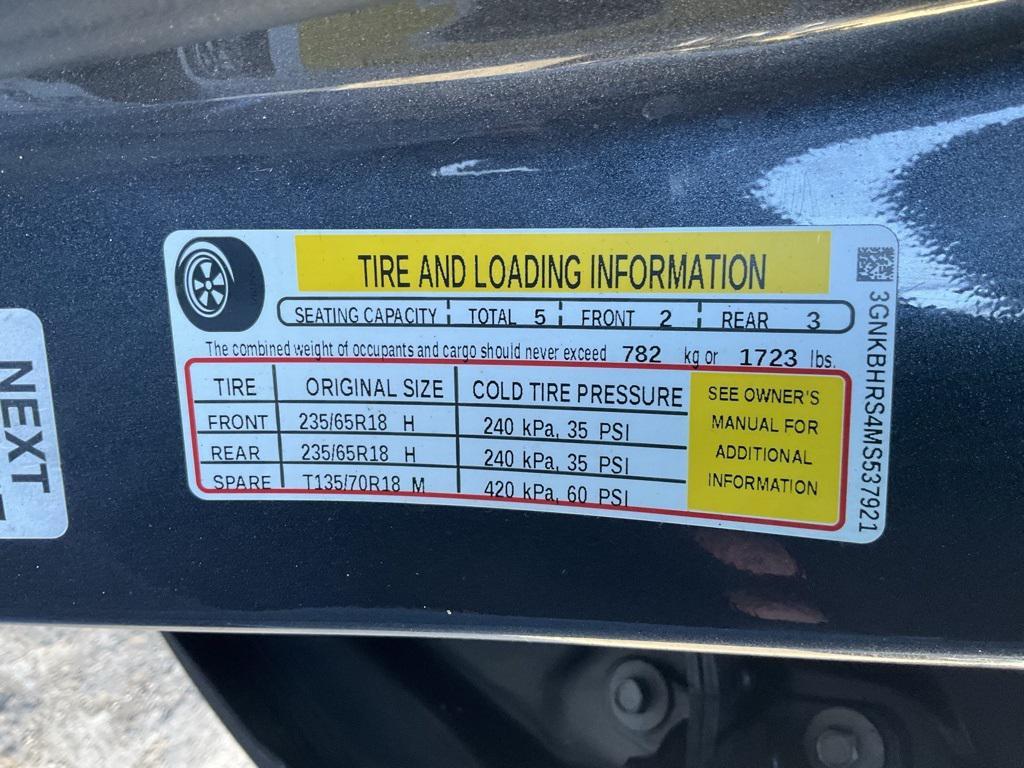 TIRE AND LOADING INFORMATION
SEATING CAPACITY TOTAL 5 FRONT 2 REAR 3
The combined weight of occupants and cargo should never exceed 782 kg or 1723 lbs.
TIRE ORIGINAL SIZE COLD TIRE PRESSURE
FRONT 235/65R18 H 240 kPa, 35 PSI
REAR 235/65R18 H 240 kPa, 35 PSI
SPARE T135/70R18 M 420 kPa, 60 PSI
SEE OWNER'S
MANUAL FOR
ADDITIONAL
INFORMATION
3GNKBHRS4MS537921
NEXT